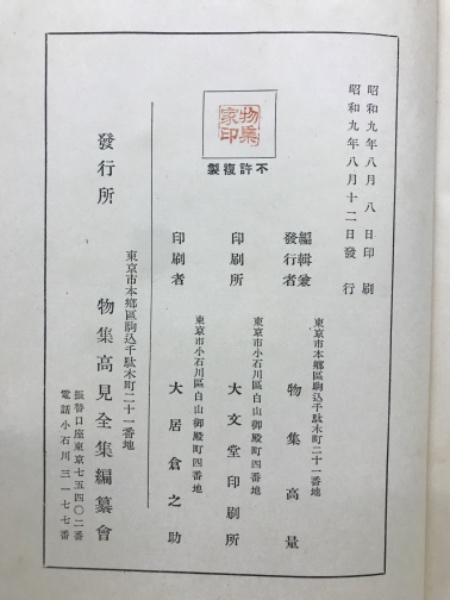 昭和九年八月八日印刷
昭和九年八月十二日發行
物集
家印
不許複製
編輯兼
發行者
東京市本鄕區駒込千駄木町二十一番地
物集高量
印刷所
東京市小石川區白山御殿町四番地
大文堂印刷所
印刷者
東京市小石川區白山御殿町四番地
大居倉之助
發行所
東京市本鄕區駒込千駄木町二十一番地
物集高見全集編纂會
振替口座東京七五四〇二番
電話小石川三一七七番